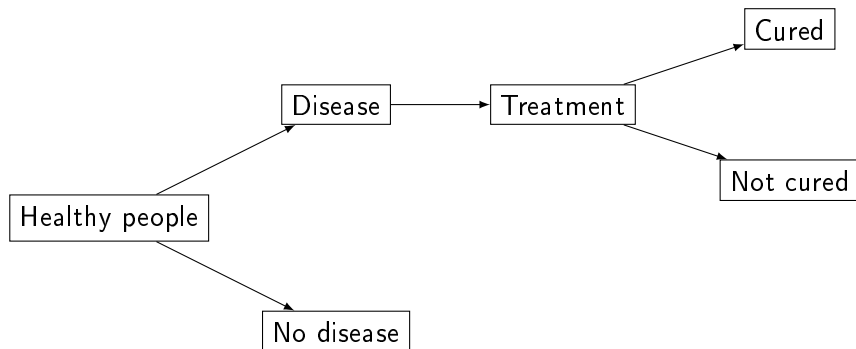 Cured
Disease
Treatment
Not cured
Healthy people
No disease